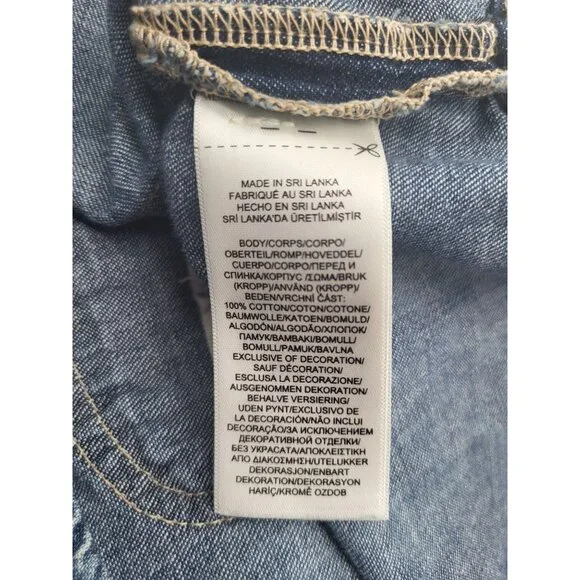 MADE IN SRI LANKA
FABRIQUÉ AU SRI LANKA
HECHO EN SRI LANKA
SRİ LANKA'DA ÜRETİLMİŞTİR
BODY/CORPS/CORPO/
OBERTEIL/ROMP/HOVEDDEL/
CUERPO/CORPO/ПЕРЕД И
СПИНКА/КОРПУС /ΣΩΜΑ/BRUK
(KROPP)/ANVÄND (KROPP)/
BEDEN/VRCHNÍ ČÁST:
100% COTTON/COTON/COTONE/
BAUMWOLLE/KATOEN/BOMULD/
ALGODÓN/ALGODÃO/ХЛОПОК/
ПАМУК/ΒΑΜΒΑΚΙ/BOMULL/
BOMULL/PAMUK/BAVLNA
EXCLUSIVE OF DECORATION/
SAUF DÉCORATION/
ESCLUSA LA DECORAZIONE/
AUSGENOMMEN DEKORATION/
BEHALVE VERSIERING/
UDEN PYNT/EXCLUSIVO DE
LA DECORACIÓN/NÃO INCLUI
DECORAÇÃO/ЗА ИСКЛЮЧЕНИЕМ
ДЕКОРАТИВНОЙ ОТДЕЛКИ/
БЕЗ УКРАСАТА/ΑΠΟΚΛΕΙΣΤΙΚΗ
ΑΠΟ ΔΙΑΚΟΣΜΗΣΗ/UTELUKKER
DEKORASJON/ENBART
DEKORATION/DEKORASYON
HARİÇ/KROMĚ OZDOB